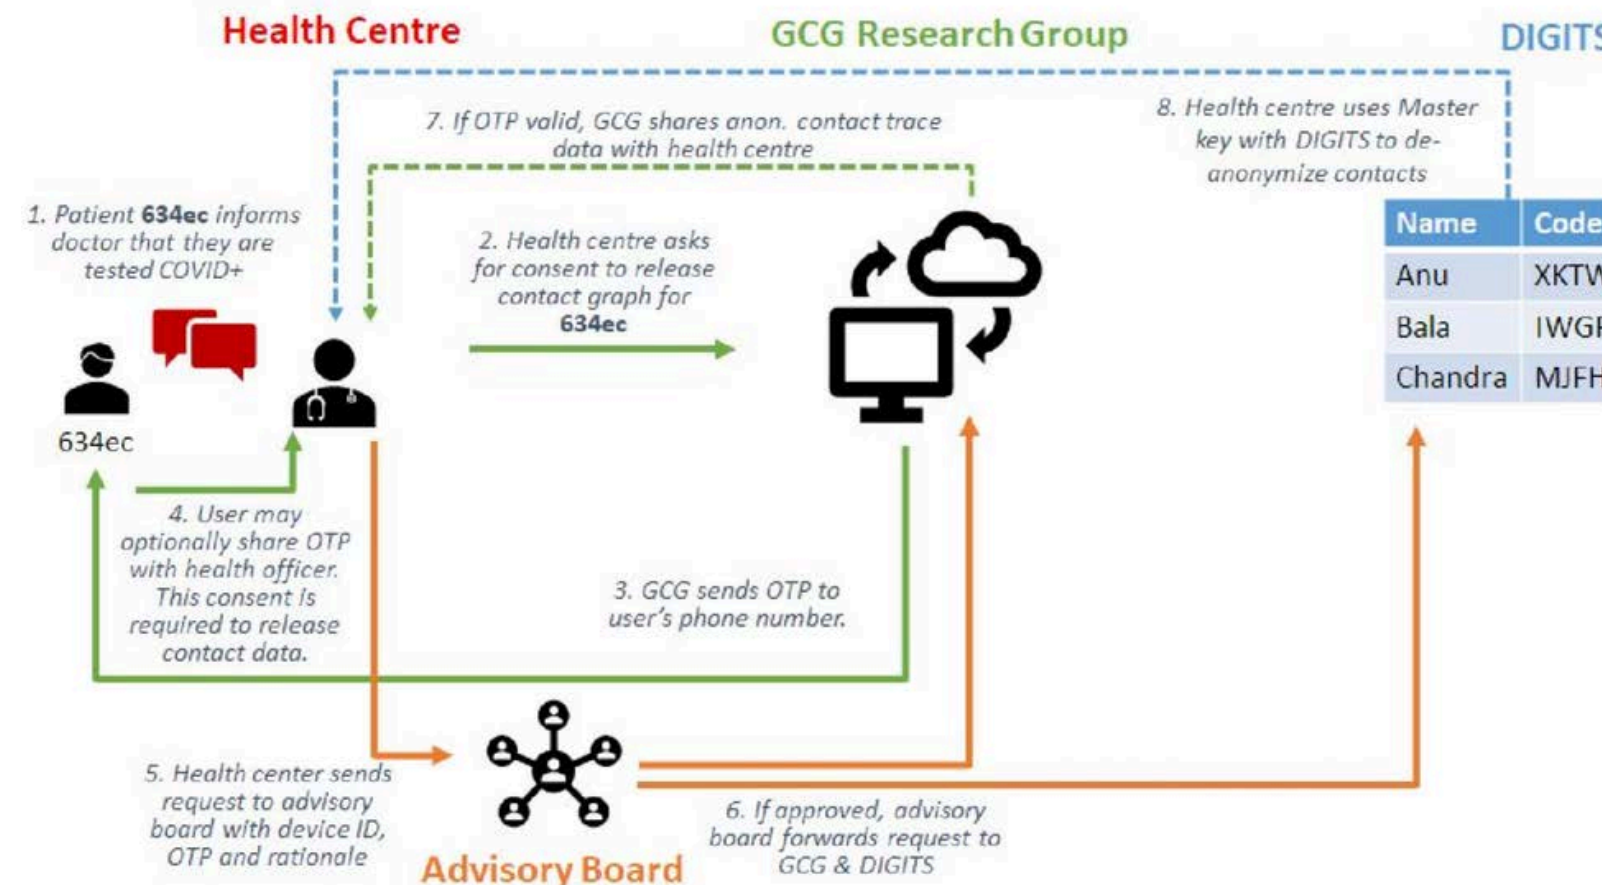 Health Centre
GCG Research Group
7. If OTP valid, GCG shares anon. contact trace
data with health centre
8. Health centre uses Master
key with DIGITS to de-
anonymize contacts
1. Patient 634ec informs
doctor that they are
tested COVID+
2. Health centre asks
for consent to release
contact graph for
634ec
Name Code
Anu
Bala
Chandra
634ec
4. User may
optionally share OTP
with health officer.
This consent is
required to release
contact data.
3. GCG sends OTP to
user's phone number.
5. Health center sends
request to advisory
board with device ID,
OTP and rationale
6. If approved, advisory
board forwards request to
GCG & DIGITS
Advisory Board